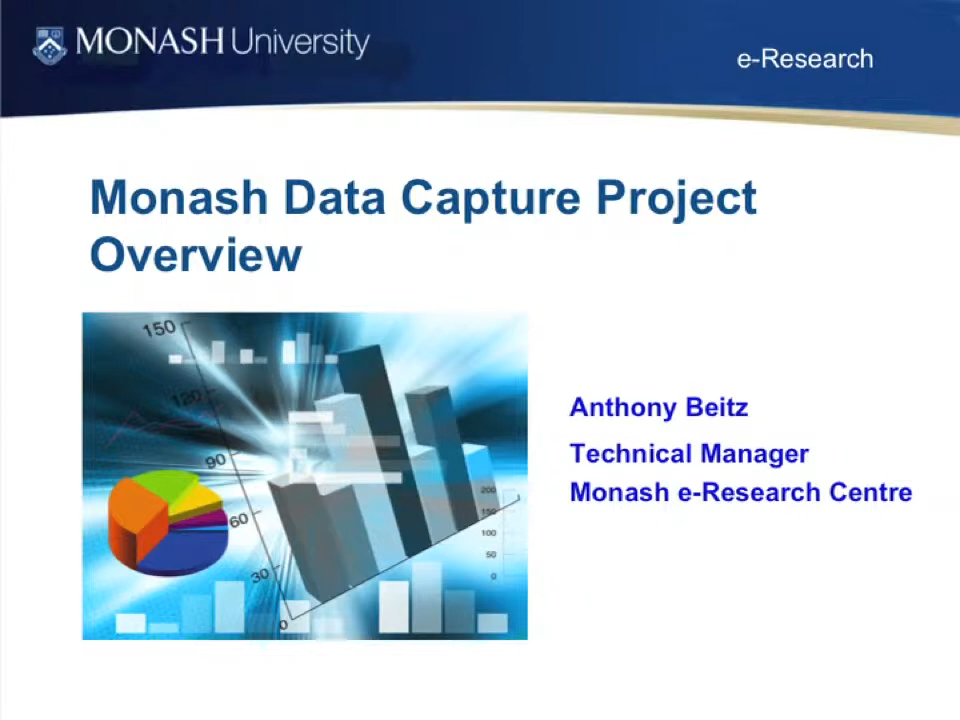 MONASH University
e-Research
Monash Data Capture Project
Overview
150
120
90
60
30
0
200
150
100
50
0
Anthony Beitz
Technical Manager
Monash e-Research Centre